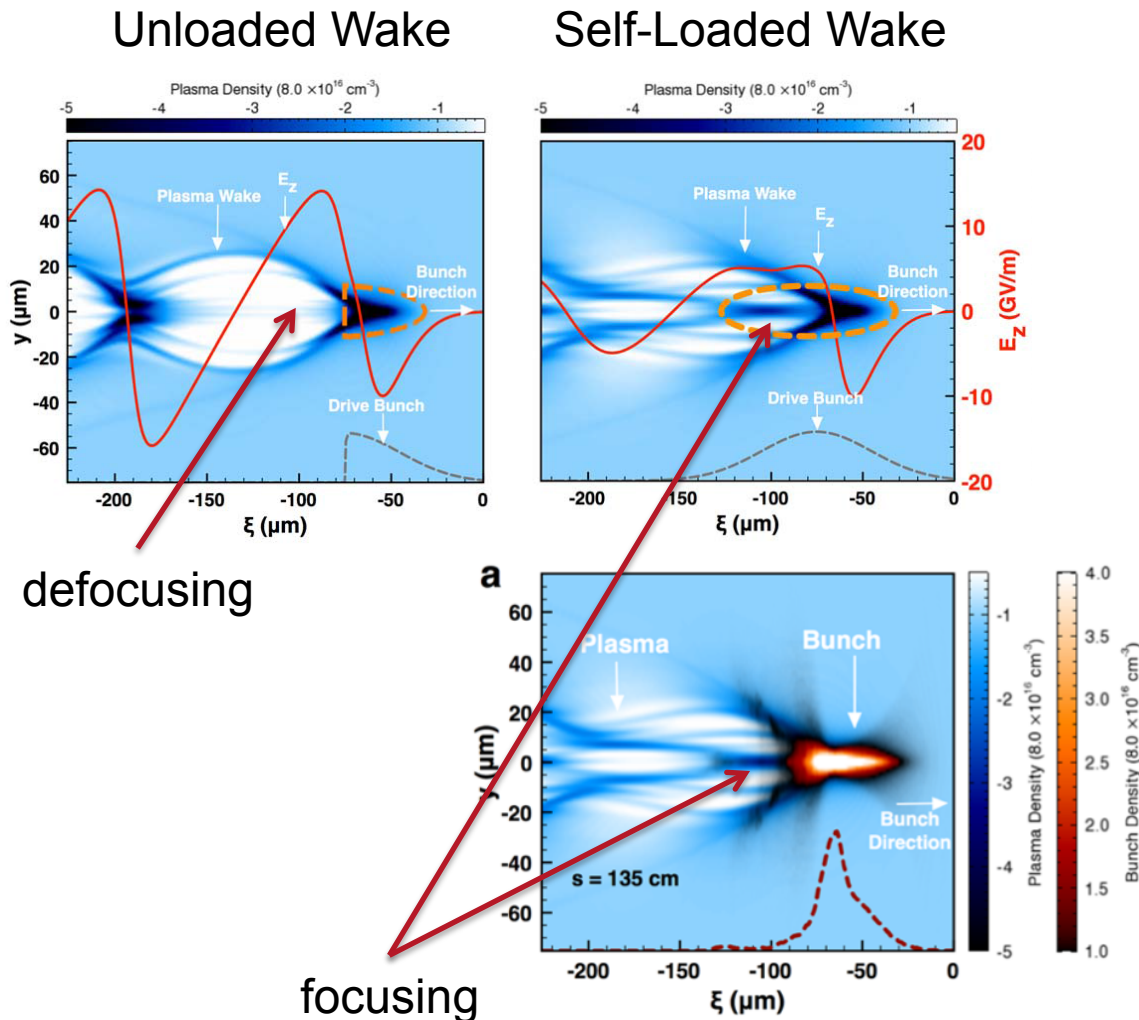 Unloaded Wake
Self-Loaded Wake
Plasma Density (8.0 ×10¹⁶ cm⁻³)
-5 -4 -3 -2 -1
60
40
20
0
-20
-40
-60
y (µm)
Plasma Wake
E_z
Bunch
Direction
Drive Bunch
-200 -150 -100 -50 0
ξ (µm)
Plasma Density (8.0 ×10¹⁶ cm⁻³)
-5 -4 -3 -2 -1
Plasma Wake
E_z
Bunch
Direction
Drive Bunch
20
10
0
-10
-20
E_z (GV/m)
-200 -150 -100 -50 0
ξ (µm)
defocusing
a
60
40
20
0
-20
-40
-60
y (µm)
Plasma
Bunch
Bunch
Direction
s = 135 cm
-200 -150 -100 -50 0
ξ (µm)
-1
-2
-3
-4
-5
Plasma Density (8.0 ×10¹⁶ cm⁻³)
4.0
3.5
3.0
2.5
2.0
1.5
1.0
Bunch Density (8.0 ×10¹⁶ cm⁻³)
focusing